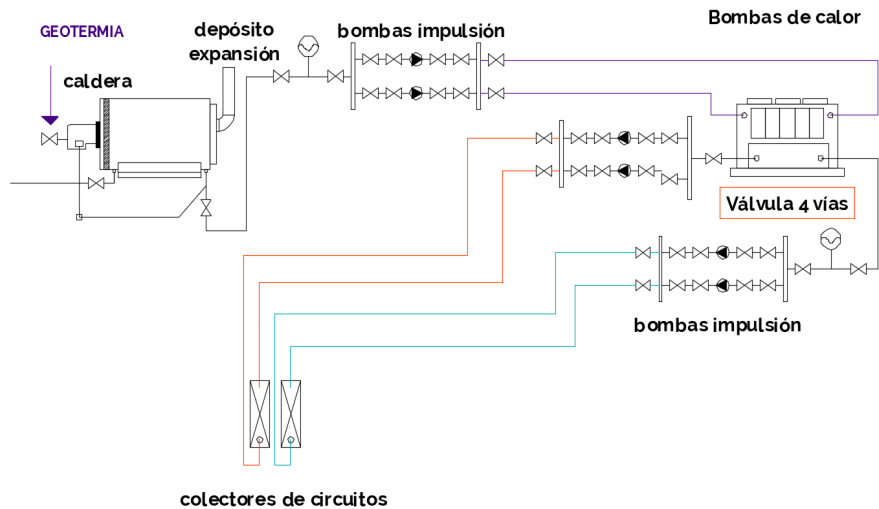 Bombas de calor
GEOTERMIA
depósito
expansión
bombas impulsión
caldera
Válvula 4 vías
bombas impulsión
colectores de circuitos